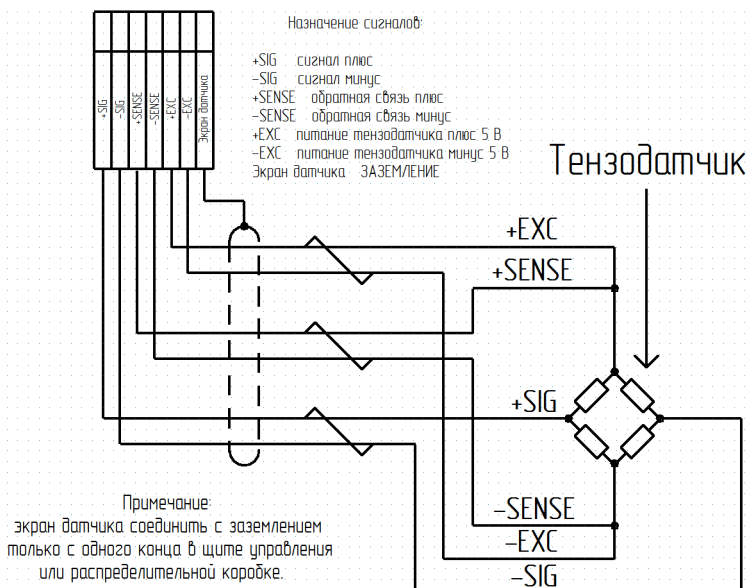 Назначение сигналов:
+SIG сигнал плюс
-SIG сигнал минус
+SENSE обратная связь плюс
-SENSE обратная связь минус
+EXC питание тензодатчика плюс 5 В
-EXC питание тензодатчика минус 5 В
Экран датчика ЗАЗЕМЛЕНИЕ
+SIG
-SIG
+SENSE
-SENSE
+EXC
-EXC
Экран датчика
Тензодатчик
+EXC
+SENSE
+SIG
-SENSE
-EXC
-SIG
Примечание:
экран датчика соединить с заземлением
только с одного конца в щите управления
или распределительной коробке.